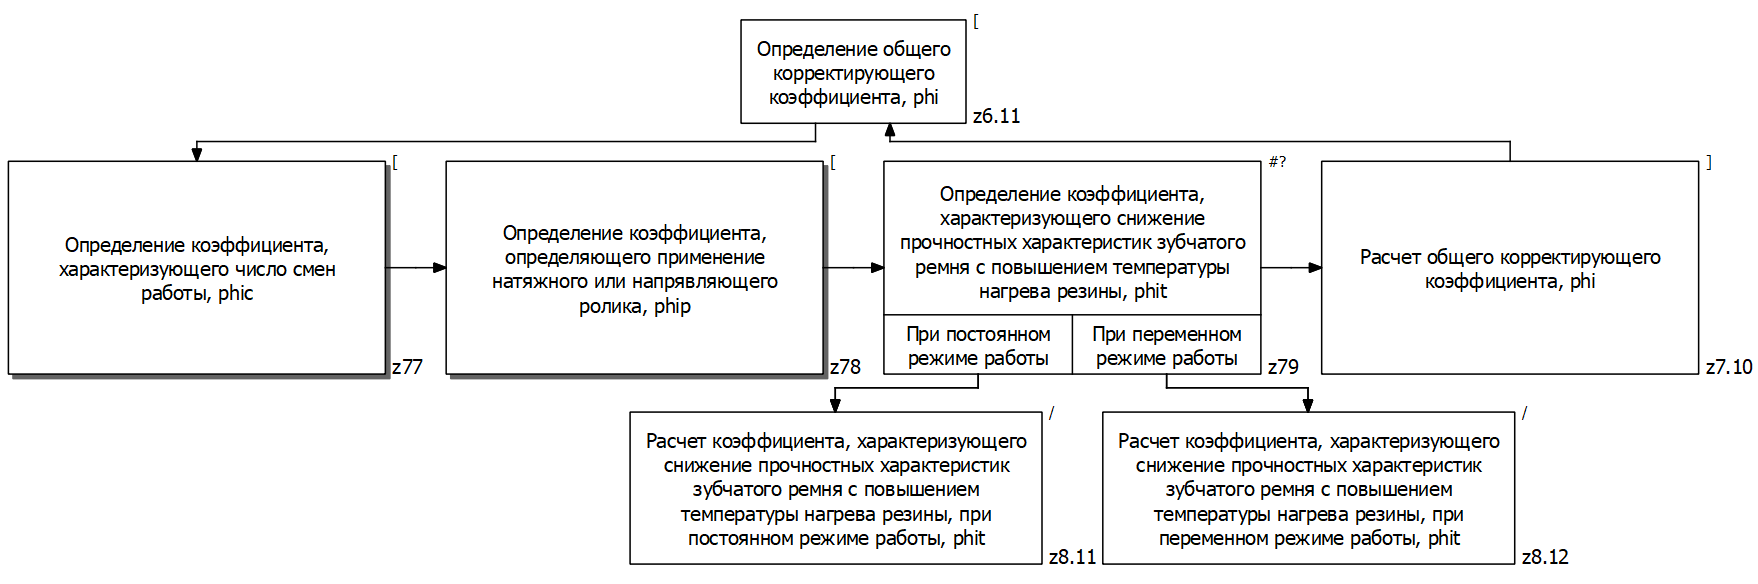 [
Определение общего
корректирующего
коэффициента, phi
z6.11
[
Определение коэффициента,
характеризующего число смен
работы, phic
z77
[
Определение коэффициента,
определяющего применение
натяжного или напрявляющего
ролика, phip
z78
#?
Определение коэффициента,
характеризующего снижение
прочностных характеристик зубчатого
ремня с повышением температуры
нагрева резины, phit
При постоянном
режиме работы
При переменном
режиме работы
z79
]
Расчет общего корректирующего
коэффициента, phi
z7.10
/
Расчет коэффициента, характеризующего
снижение прочностных характеристик
зубчатого ремня с повышением
температуры нагрева резины, при
постоянном режиме работы, phit
z8.11
/
Расчет коэффициента, характеризующего
снижение прочностных характеристик
зубчатого ремня с повышением
температуры нагрева резины, при
переменном режиме работы, phit
z8.12